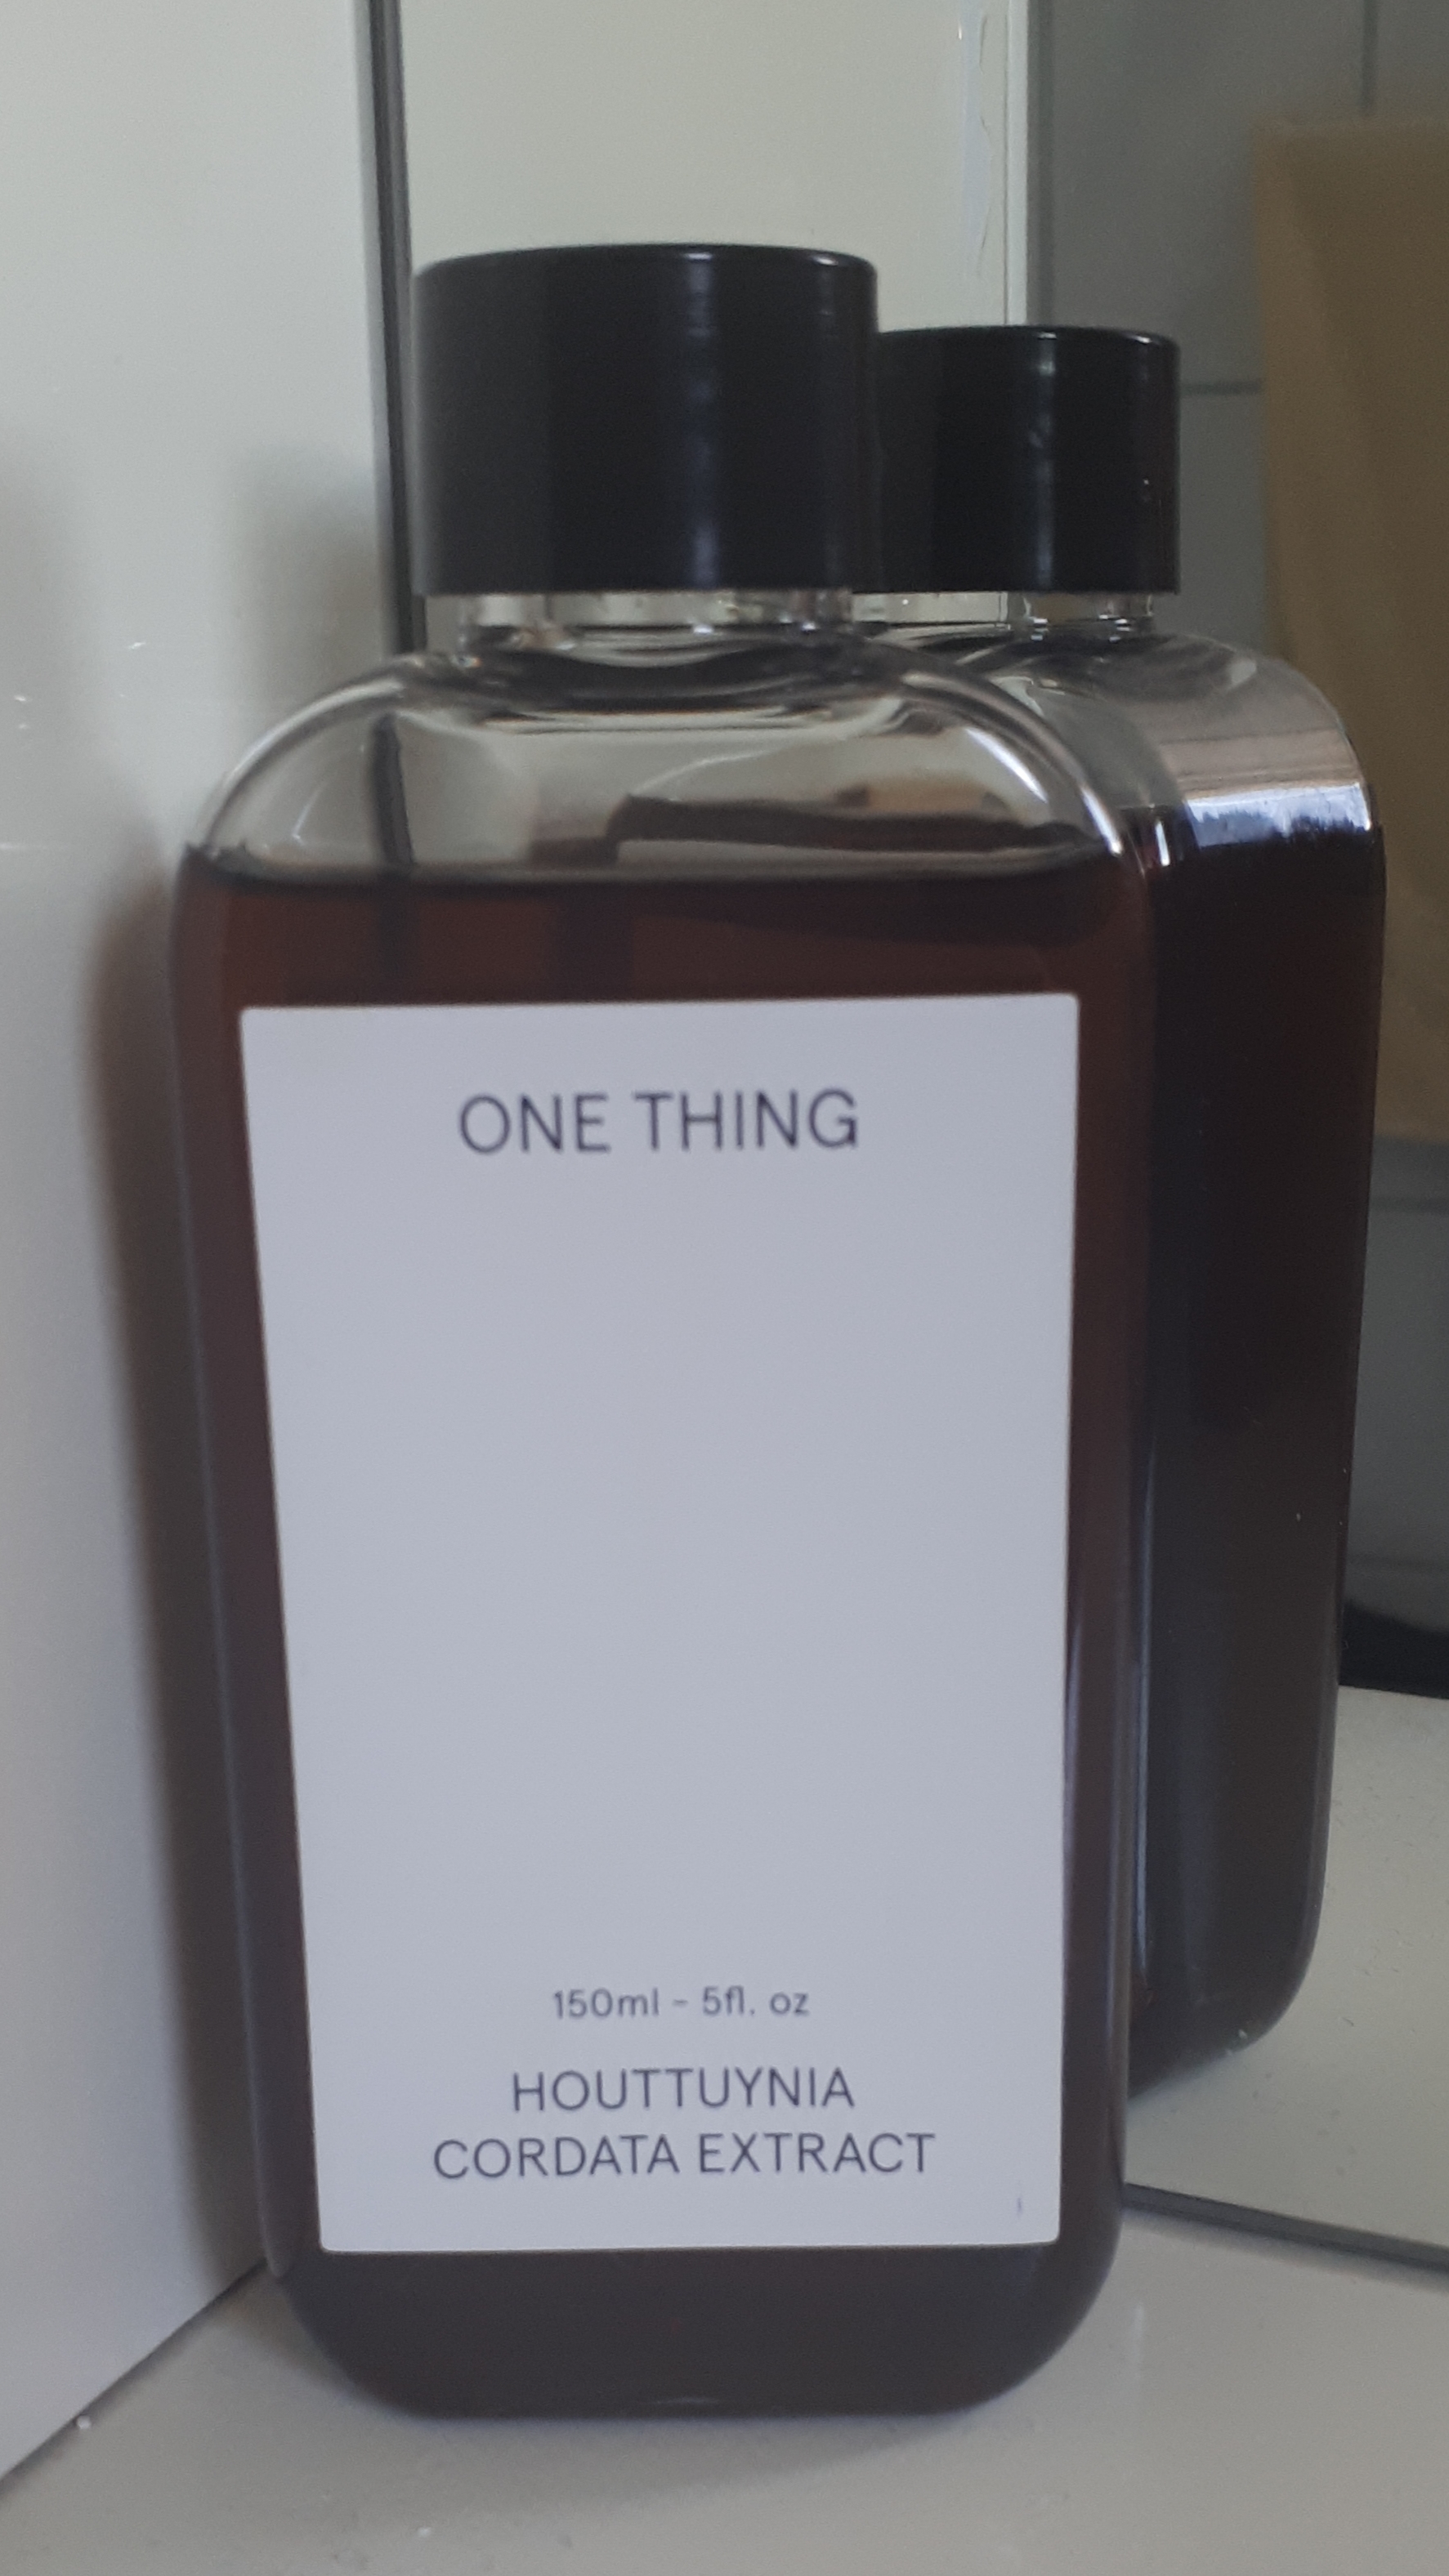 ONE THING
150ml - 5fl. oz
HOUTTUYNIA
CORDATA EXTRACT